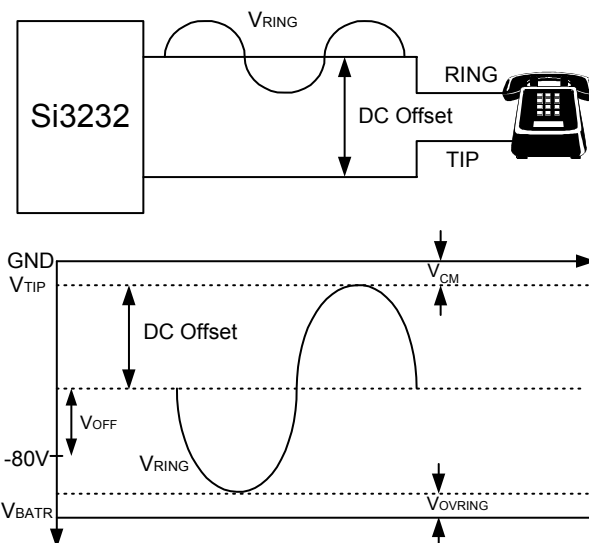 VRING
Si3232
RING
DC Offset
TIP
GND
VCM
VTIP
DC Offset
VOFF
-80V
VRING
VOVRING
VBATR